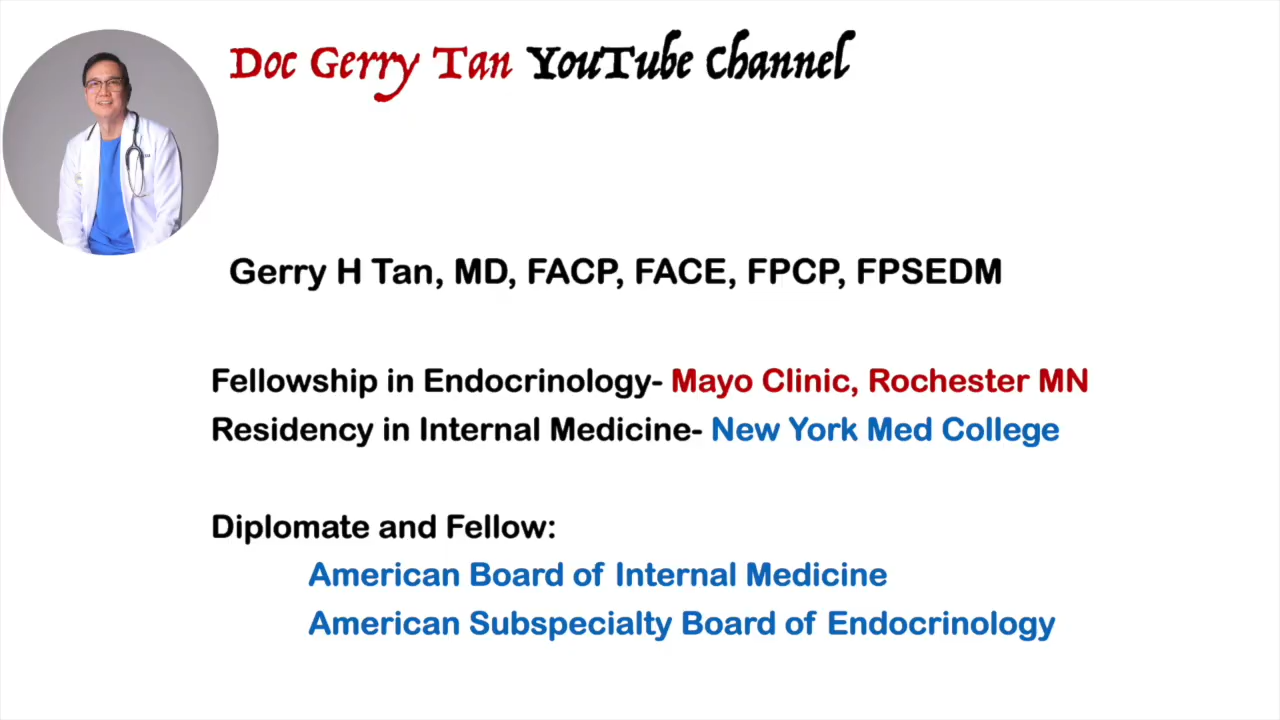 Doc Gerry Tan YouTube Channel
Gerry H Tan, MD, FACP, FACE, FPCP, FPSEDM
Fellowship in Endocrinology- Mayo Clinic, Rochester MN
Residency in Internal Medicine- New York Med College
Diplomate and Fellow:
American Board of Internal Medicine
American Subspecialty Board of Endocrinology